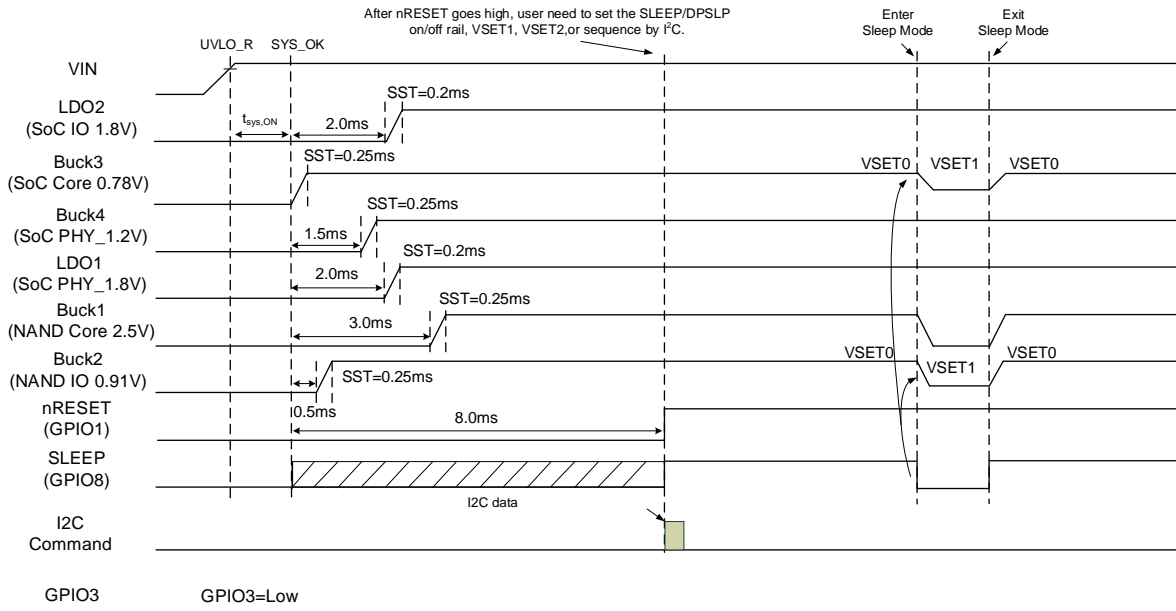 After nRESET goes high, user need to set the SLEEP/DPSLP
on/off rail, VSET1, VSET2,or sequence by I²C.
Enter
Sleep Mode
Exit
Sleep Mode
UVLO_R
SYS_OK
VIN
LDO2
(SoC IO 1.8V)
tsys,ON
2.0ms
SST=0.2ms
Buck3
(SoC Core 0.78V)
SST=0.25ms
VSET0
VSET1
VSET0
Buck4
(SoC PHY_1.2V)
1.5ms
SST=0.25ms
LDO1
(SoC PHY_1.8V)
2.0ms
SST=0.2ms
Buck1
(NAND Core 2.5V)
3.0ms
SST=0.25ms
Buck2
(NAND IO 0.91V)
0.5ms
SST=0.25ms
VSET0
VSET1
VSET0
nRESET
(GPIO1)
8.0ms
SLEEP
(GPIO8)
I2C data
I2C
Command
GPIO3
GPIO3=Low